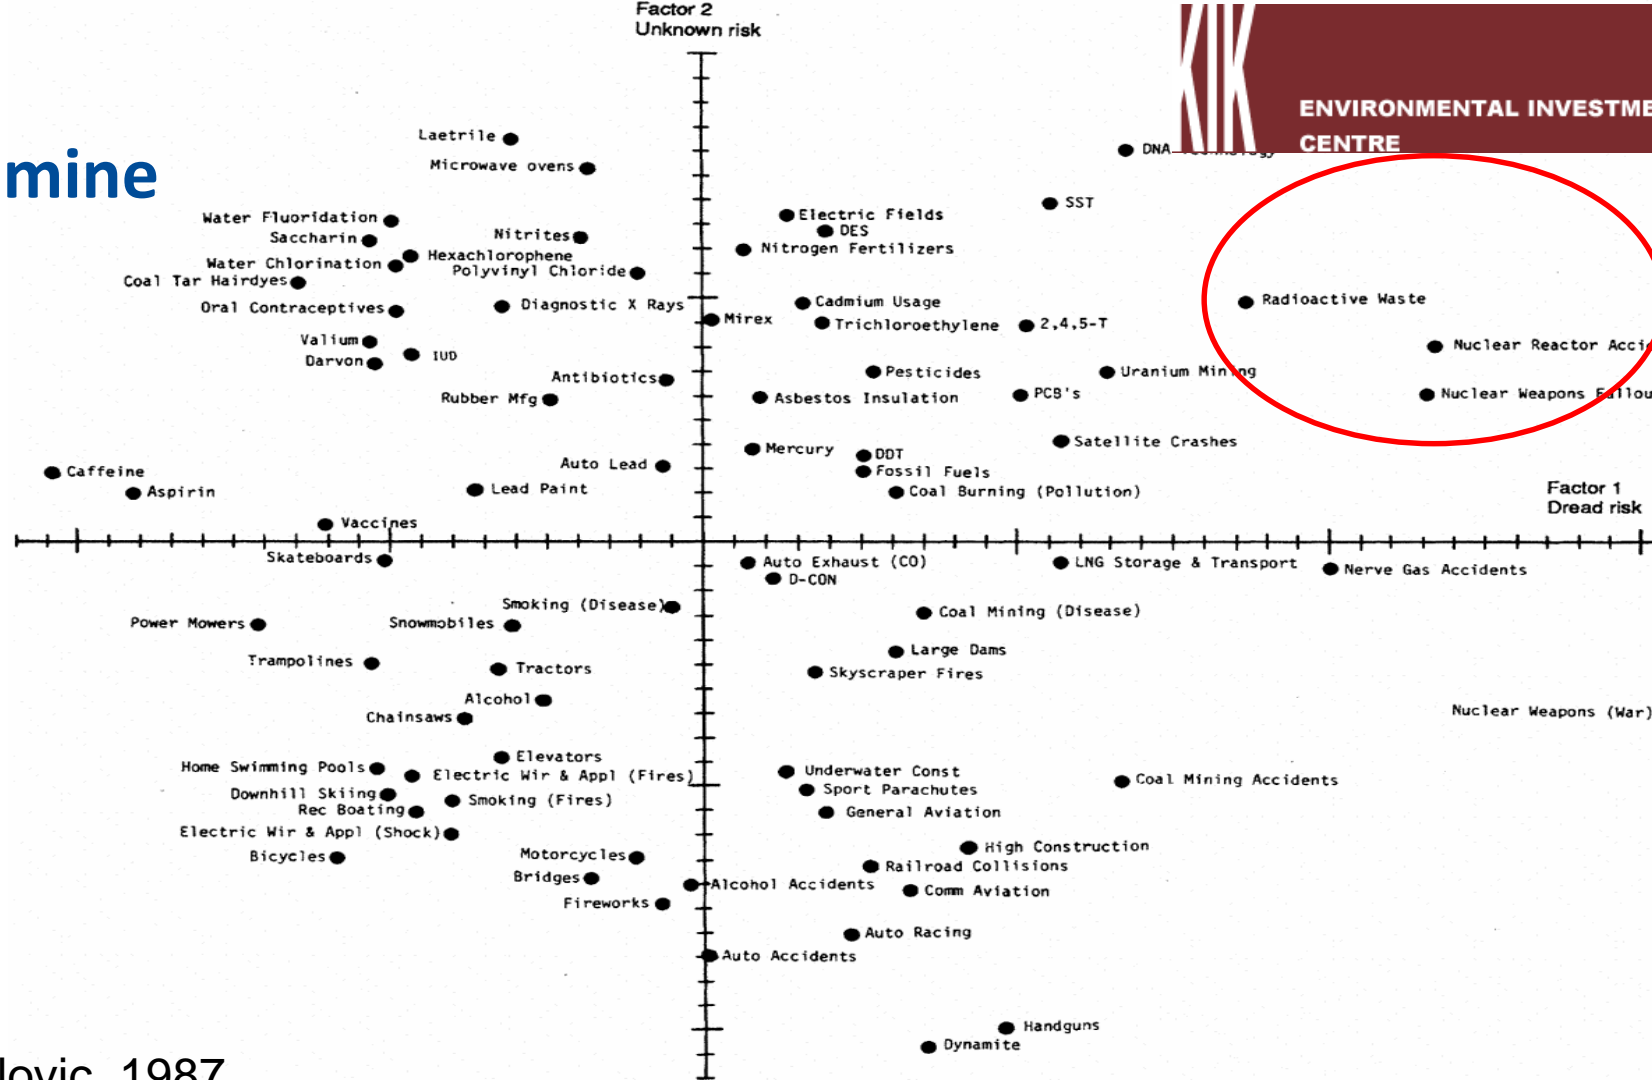 Factor 2
Unknown risk
ENVIRONMENTAL INVESTME
CENTRE
mine
Laetrile
DNA
Microwave ovens
SST
Water Fluoridation
Electric Fields
Saccharin
Nitrites
DES
Hexachlorophene
Nitrogen Fertilizers
Water Chlorination
Polyvinyl Chloride
Coal Tar Hairdyes
Oral Contraceptives
Diagnostic X Rays
Cadmium Usage
Radioactive Waste
Mirex
Trichloroethylene
2,4,5-T
Valium
IUD
Nuclear Reactor Acci
Darvon
Antibiotics
Pesticides
Uranium Mining
Rubber Mfg
Asbestos Insulation
PCB's
Nuclear Weapons Fallou
Mercury
DDT
Satellite Crashes
Caffeine
Auto Lead
Fossil Fuels
Aspirin
Lead Paint
Coal Burning (Pollution)
Factor 1
Dread risk
Vaccines
Skateboards
Auto Exhaust (CO)
LNG Storage & Transport
Nerve Gas Accidents
D-CON
Smoking (Disease)
Coal Mining (Disease)
Power Mowers
Snowmobiles
Large Dams
Trampolines
Tractors
Skyscraper Fires
Alcohol
Chainsaws
Nuclear Weapons (War)
Elevators
Home Swimming Pools
Electric Wir & Appl (Fires)
Underwater Const
Coal Mining Accidents
Downhill Skiing
Smoking (Fires)
Sport Parachutes
Rec Boating
General Aviation
Electric Wir & Appl (Shock)
Bicycles
Motorcycles
High Construction
Railroad Collisions
Bridges
Alcohol Accidents
Comm Aviation
Fireworks
Auto Racing
Auto Accidents
Handguns
Dynamite
lovic, 1987